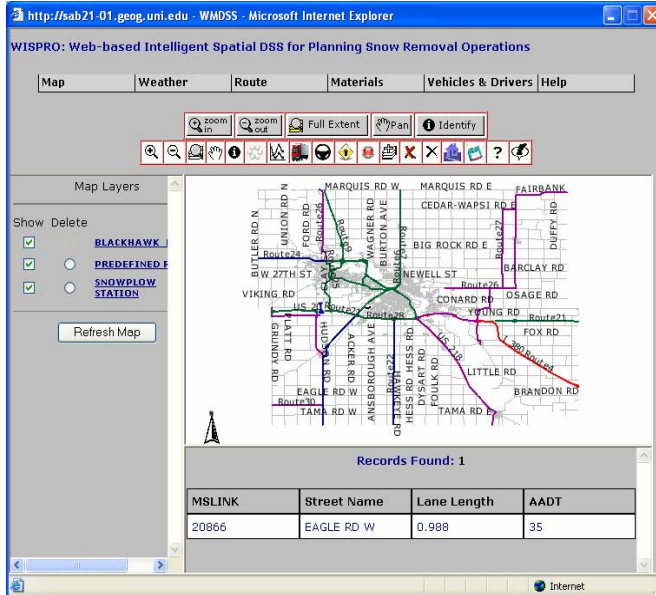 http://sab21-01.geog.uni.edu - WMDSS - Microsoft Internet Explorer
WISPRO: Web-based Intelligent Spatial DSS for Planning Snow Removal Operations
Map Weather Route Materials Vehicles & Drivers Help
zoom in zoom out Full Extent Pan Identify
Map Layers
Show Delete
BLACKHAWK
PREDEFINED
SNOWPLOW
STATION
Refresh Map
MARQUIS RD W MARQUIS RD E FAIRBANK
CEDAR-WAPSI RD E
BUTLER RD N
UNION RD N
FORD RD
Route26
Route9
WAGNER RD
BURTON AVE
Route27
DUFFY RD
BIG ROCK RD E
Route24
W 27TH ST
NEWELL ST
BARCLAY RD
Route26
VIKING RD
CONARD RD
OSAGE RD
US 20
YOUNG RD
Route28
Route21
FOX RD
PLATT RD
GRUNDY RD
HUDSON RD
ACKER RD
ANSBOROUGH AVE
Route22
HAWKEYE RD
HESS RD
HESS RD
DYSART RD
FOULK RD
US 218
I 380
Route4
LITTLE RD
EAGLE RD W
BRANDON RD
Route30
TAMA RD W
TAMA RD E
Records Found: 1
MSLINK Street Name Lane Length AADT
20866 EAGLE RD W 0.988 35
Internet